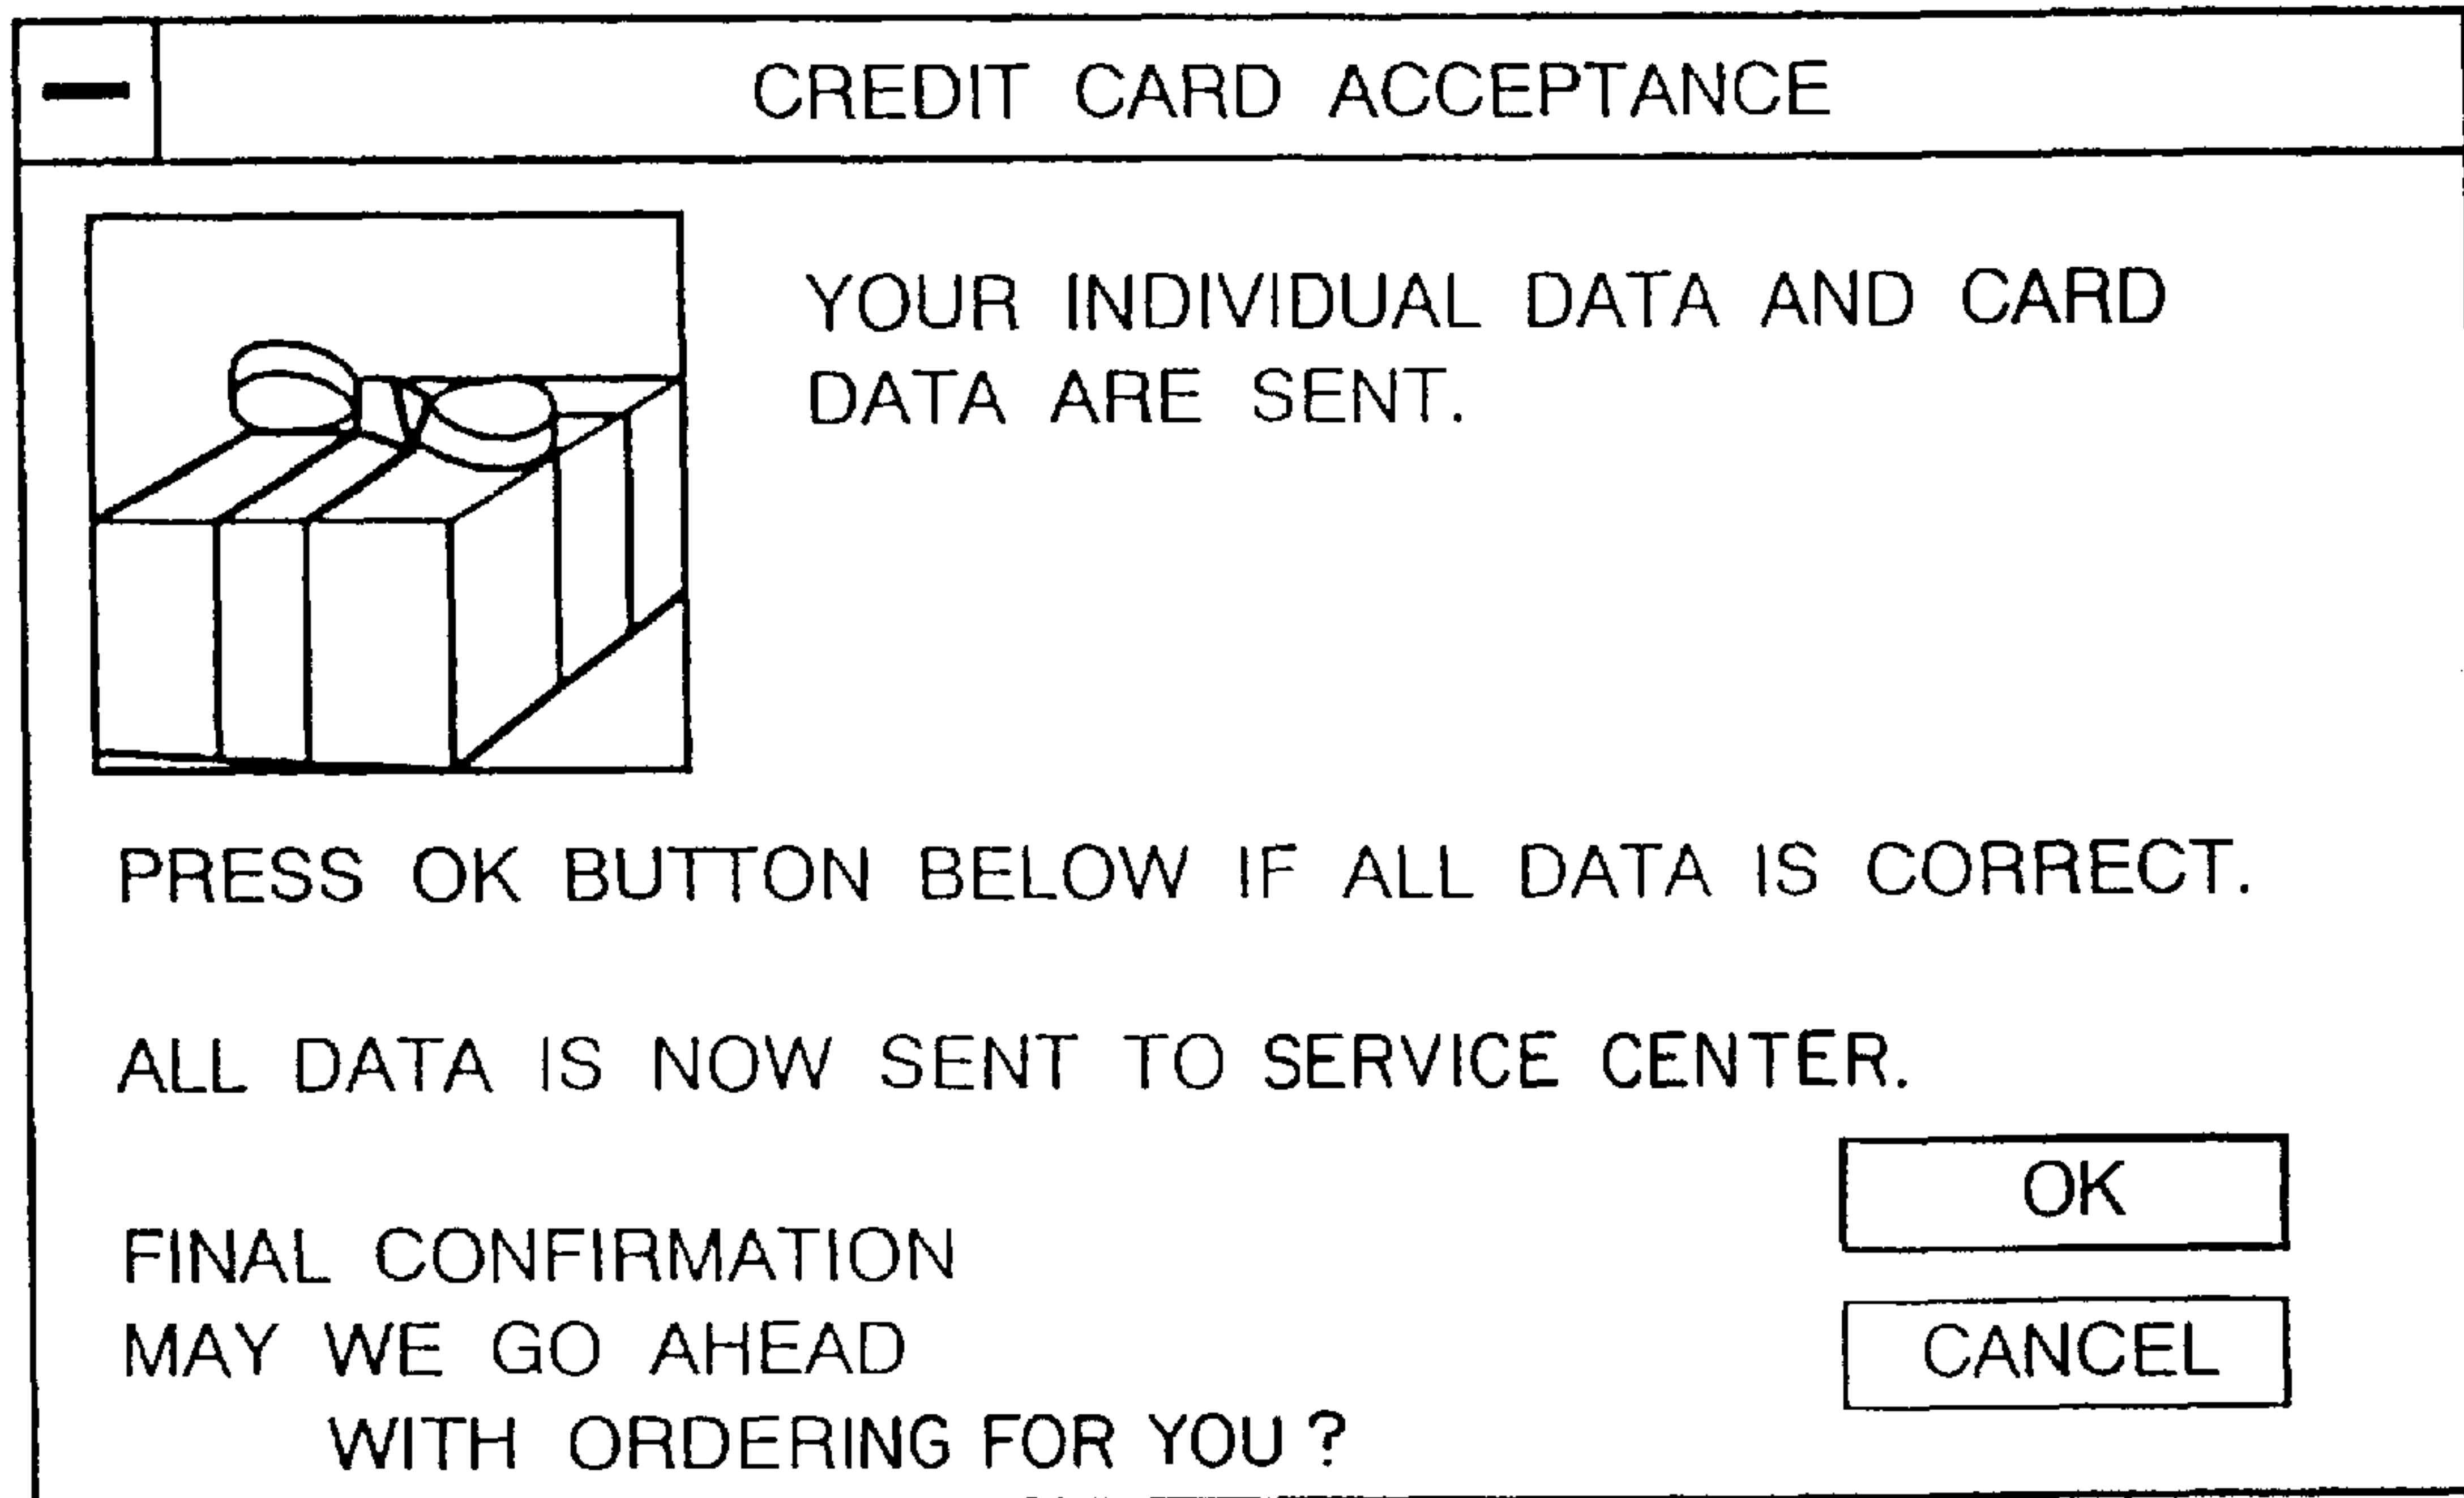 CREDIT CARD ACCEPTANCE
YOUR INDIVIDUAL DATA AND CARD
DATA ARE SENT.
PRESS OK BUTTON BELOW IF ALL DATA IS CORRECT.
ALL DATA IS NOW SENT TO SERVICE CENTER.
OK
FINAL CONFIRMATION
MAY WE GO AHEAD
CANCEL
WITH ORDERING FOR YOU ?